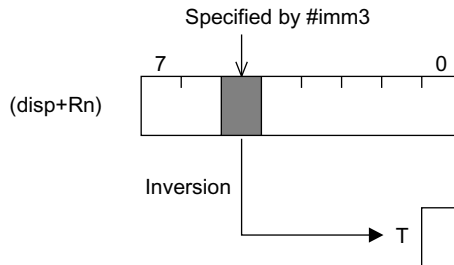 Specified by #imm3
7 0
(disp+Rn)
Inversion
T